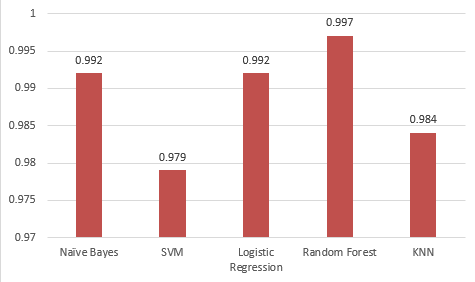 1
0.995
0.99
0.985
0.98
0.975
0.97
0.992
0.979
0.992
0.997
0.984
Naïve Bayes
SVM
Logistic
Regression
Random Forest
KNN